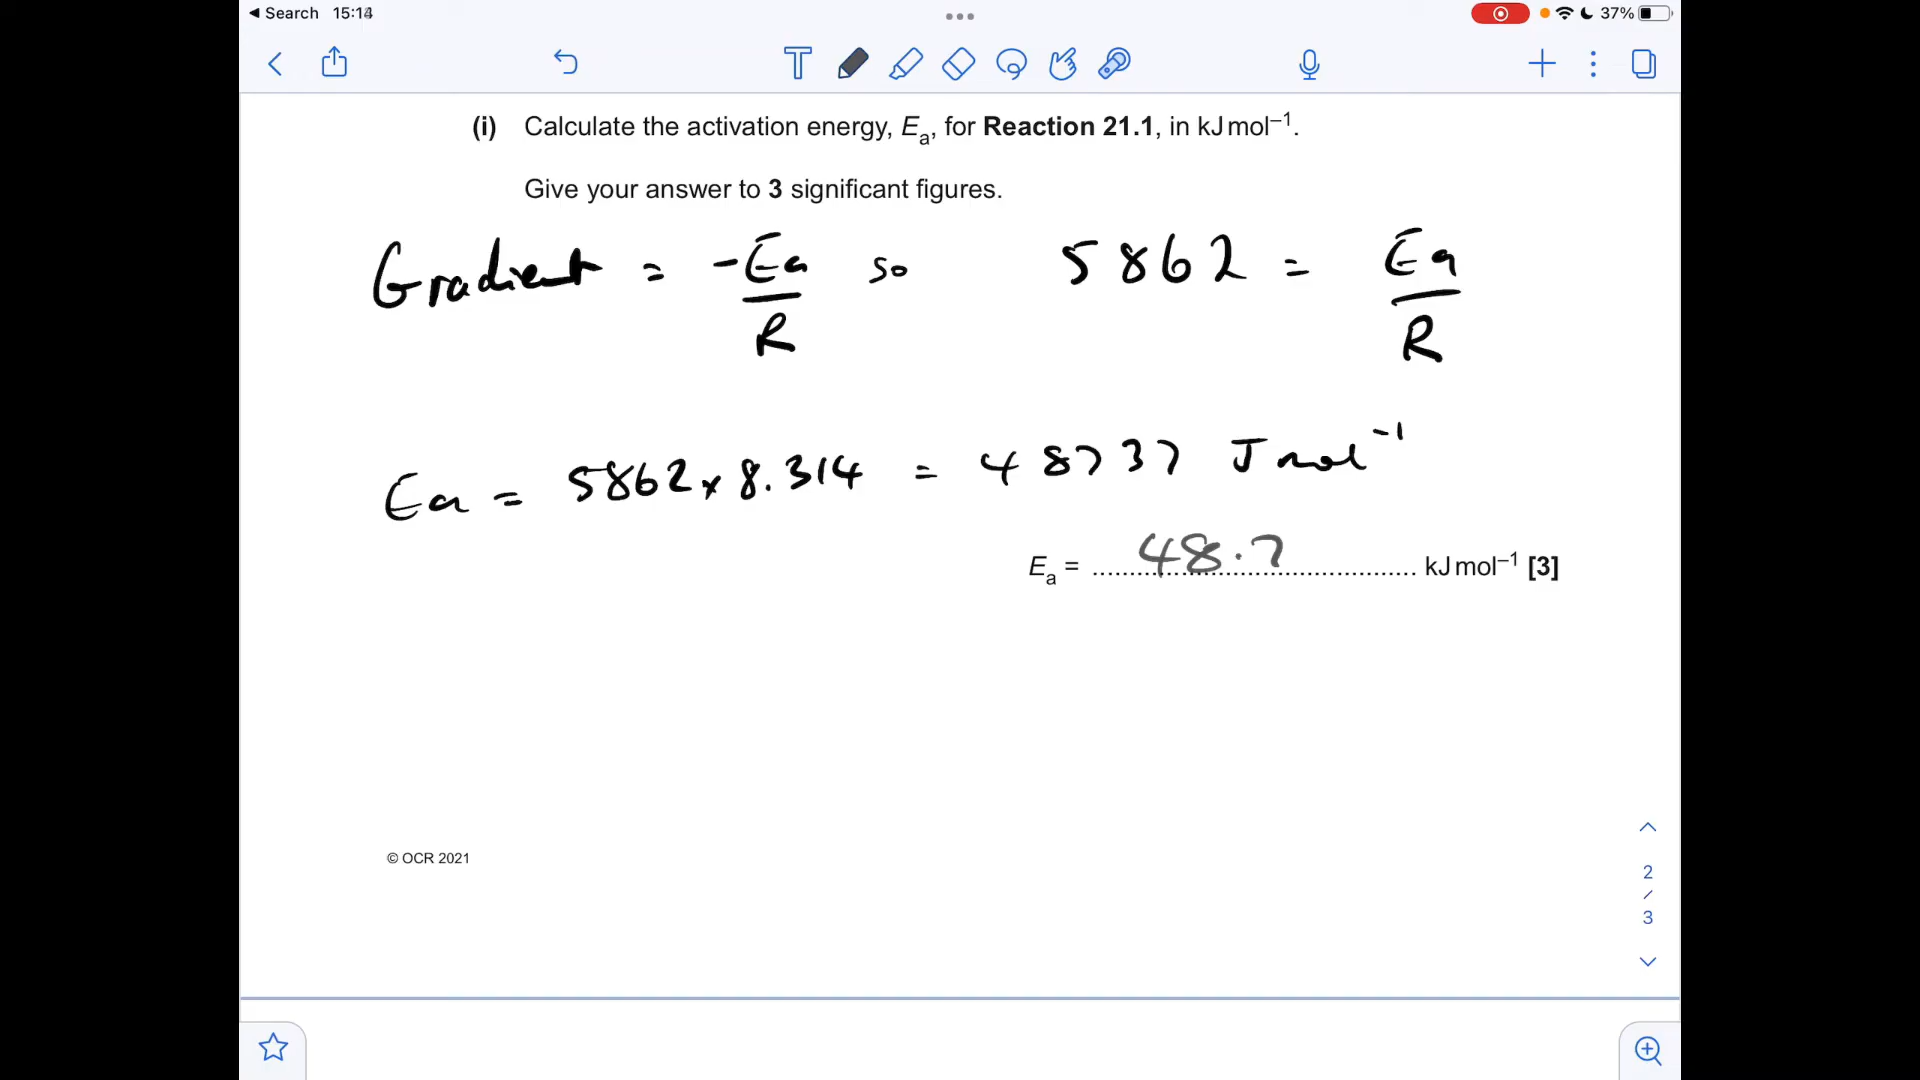 ◀ Search 15:14
37%
(i) Calculate the activation energy, Eₐ, for Reaction 21.1, in kJ mol⁻¹.
Give your answer to 3 significant figures.
Gradient = -Ea/R so 5862 = Ea/R
Ea = 5862 x 8.314 = 48737 J mol⁻¹
Eₐ = ......48.7...... kJ mol⁻¹ [3]
© OCR 2021
2
/
3